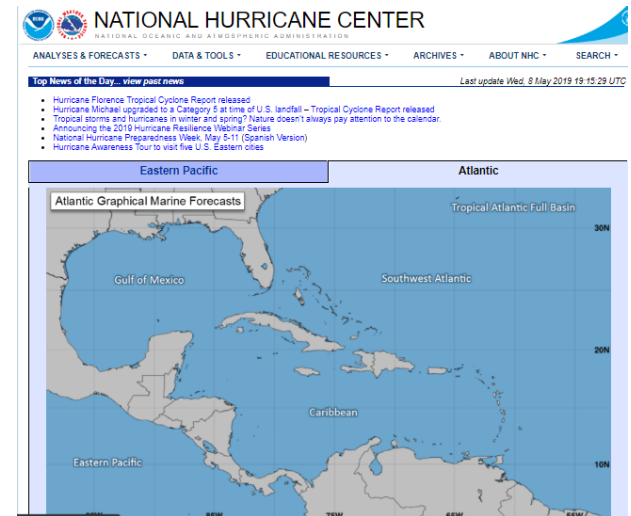 NATIONAL HURRICANE CENTER
NATIONAL OCEANIC AND ATMOSPHERIC ADMINISTRATION
ANALYSES & FORECASTS DATA & TOOLS EDUCATIONAL RESOURCES ARCHIVES ABOUT NHC SEARCH
Top News of the Day... view past news Last update Wed, 8 May 2019 19:15:29 UTC
Hurricane Florence Tropical Cyclone Report released
Hurricane Michael upgraded to a Category 5 at time of U.S. landfall – Tropical Cyclone Report released
Tropical storms and hurricanes in winter and spring? Nature doesn't always pay attention to the calendar.
Announcing the 2019 Hurricane Resilience Webinar Series
National Hurricane Preparedness Week, May 5-11 (Spanish Version)
Hurricane Awareness Tour to visit five U.S. Eastern cities
Eastern Pacific Atlantic
Atlantic Graphical Marine Forecasts
Tropical Atlantic Full Basin
30N
Gulf of Mexico Southwest Atlantic
20N
Caribbean
Eastern Pacific
10N